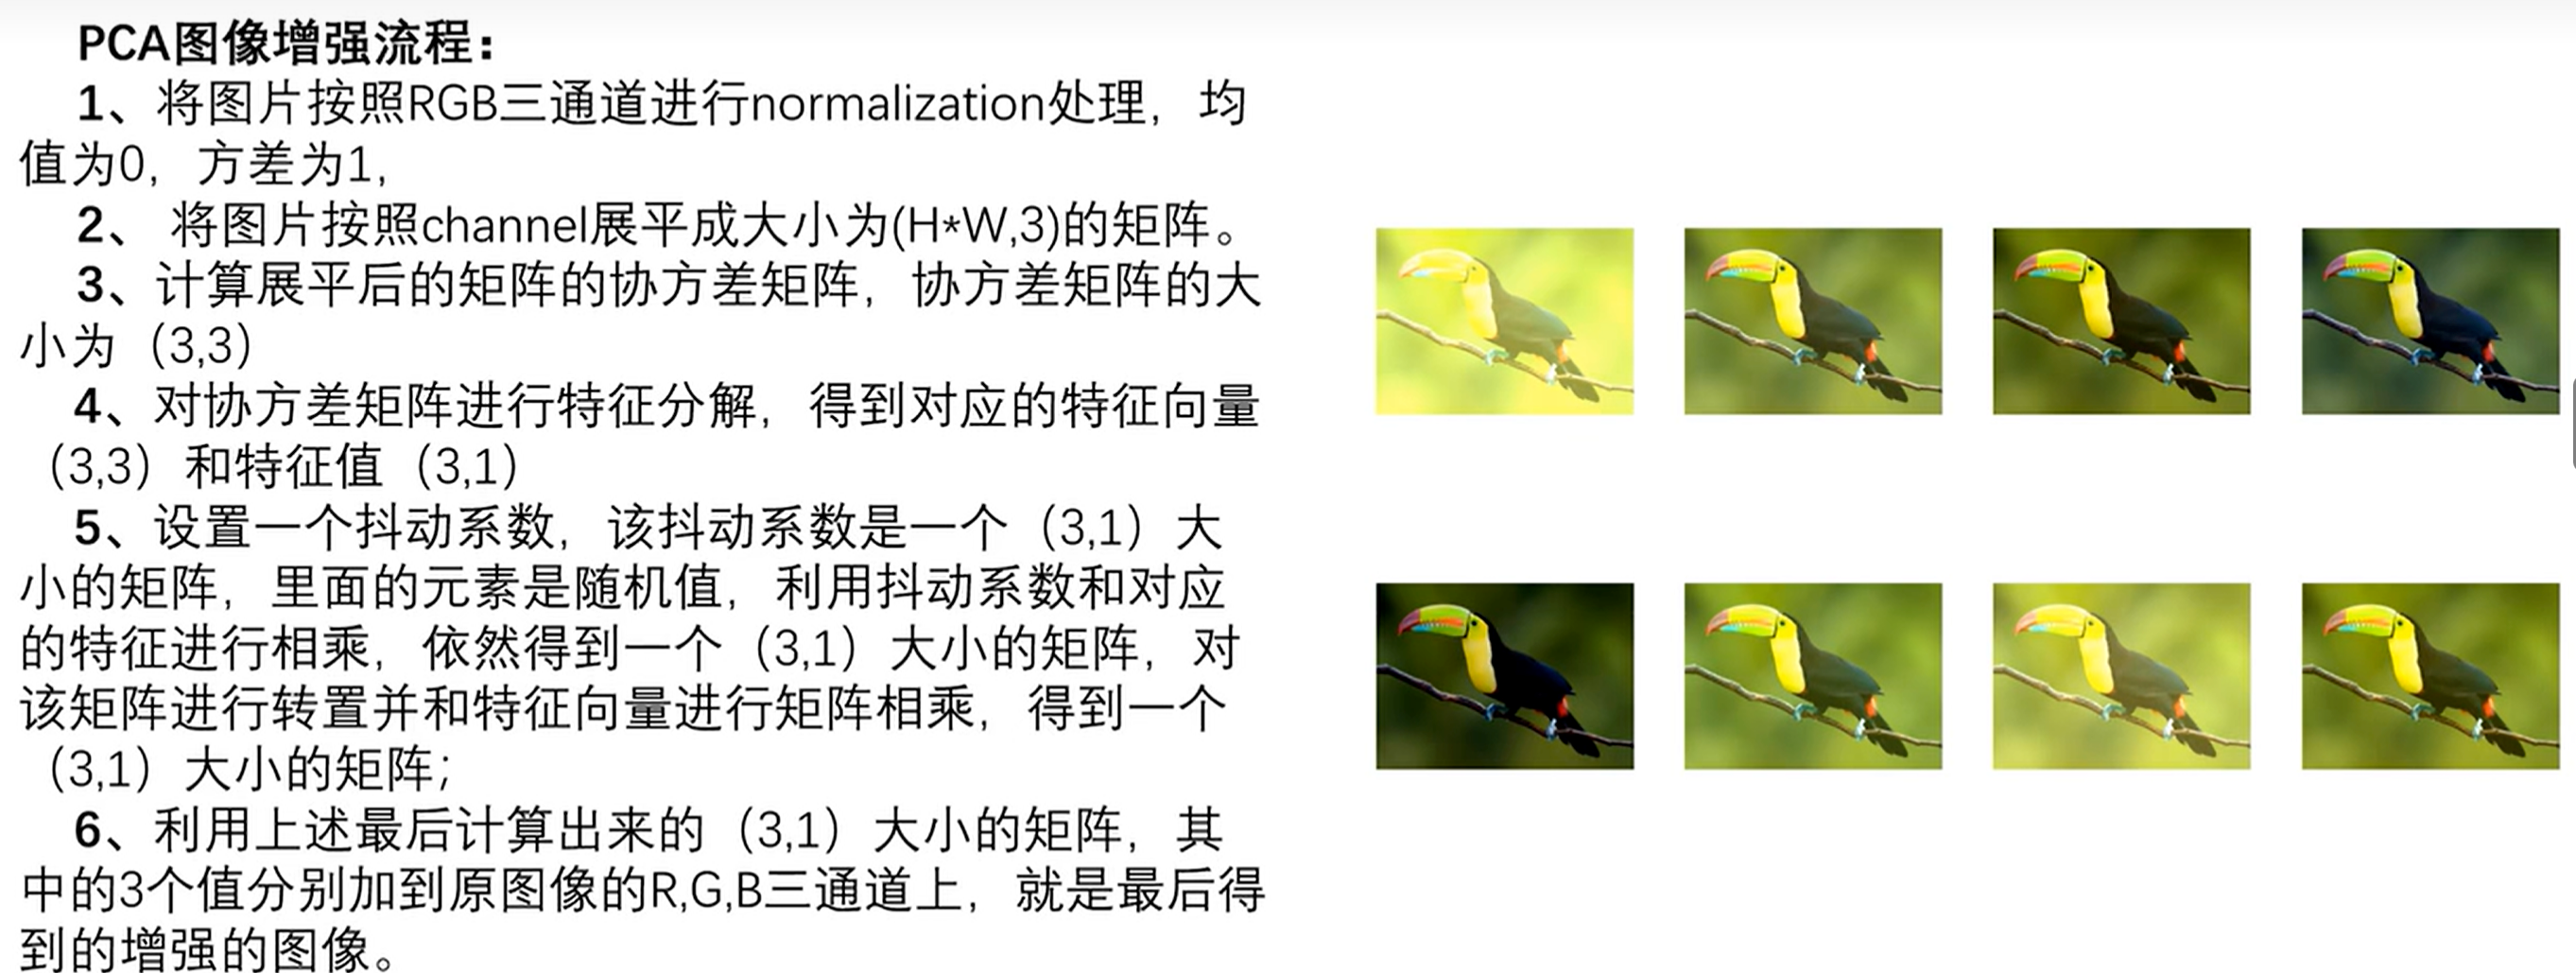 PCA图像增强流程：
1、将图片按照RGB三通道进行normalization处理，均
值为0，方差为1,
2、 将图片按照channel展平成大小为(H*W,3)的矩阵。
3、计算展平后的矩阵的协方差矩阵，协方差矩阵的大
小为（3,3）
4、对协方差矩阵进行特征分解，得到对应的特征向量
（3,3）和特征值（3,1）
5、设置一个抖动系数，该抖动系数是一个（3,1）大
小的矩阵，里面的元素是随机值，利用抖动系数和对应
的特征进行相乘，依然得到一个（3,1）大小的矩阵，对
该矩阵进行转置并和特征向量进行矩阵相乘，得到一个
（3,1）大小的矩阵；
6、利用上述最后计算出来的（3,1）大小的矩阵，其
中的3个值分别加到原图像的R,G,B三通道上，就是最后得
到的增强的图像。